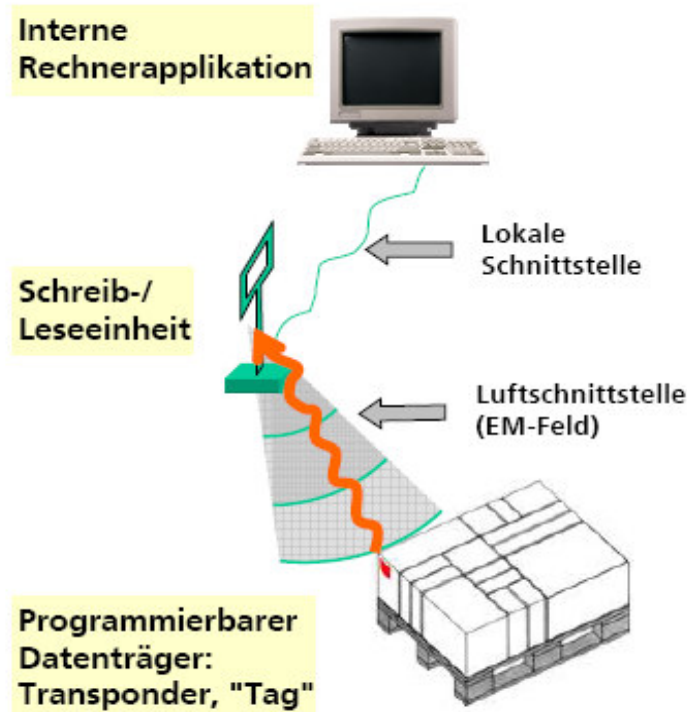 Interne
Rechnerapplikation
Lokale
Schnittstelle
Schreib-/
Leseeinheit
Luftschnittstelle
(EM-Feld)
Programmierbarer
Datenträger:
Transponder, "Tag"